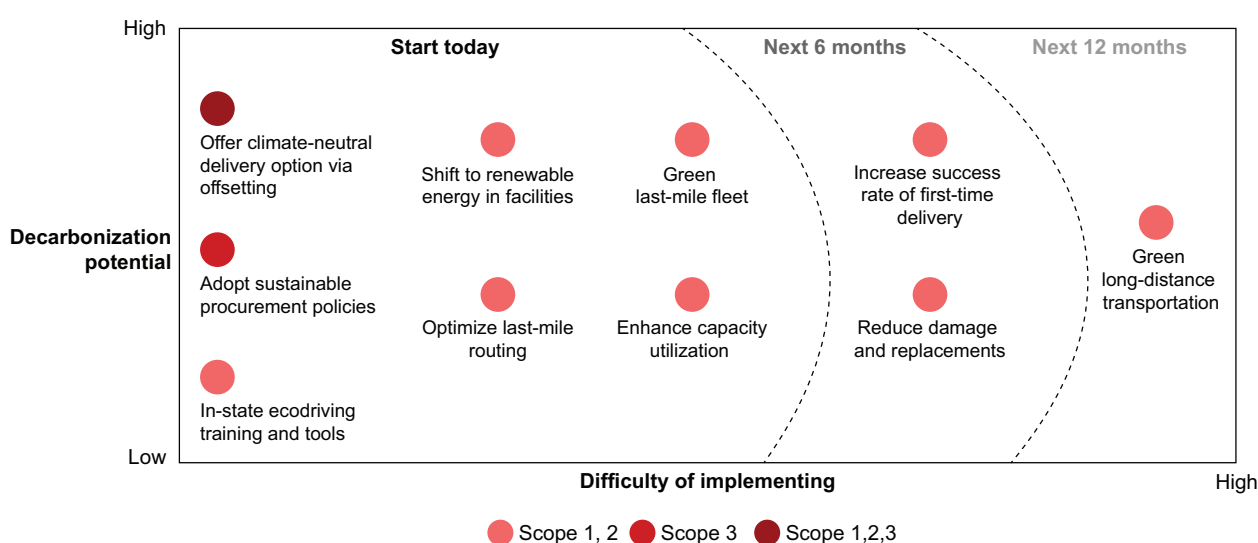 High
Start today
Next 6 months
Next 12 months
Offer climate-neutral
delivery option via
offsetting
Shift to renewable
energy in facilities
Green
last-mile fleet
Increase success
rate of first-time
delivery
Decarbonization
potential
Adopt sustainable
procurement policies
Optimize last-mile
routing
Enhance capacity
utilization
Reduce damage
and replacements
Green
long-distance
transportation
In-state ecodriving
training and tools
Low
Difficulty of implementing
High
Scope 1, 2
Scope 3
Scope 1,2,3